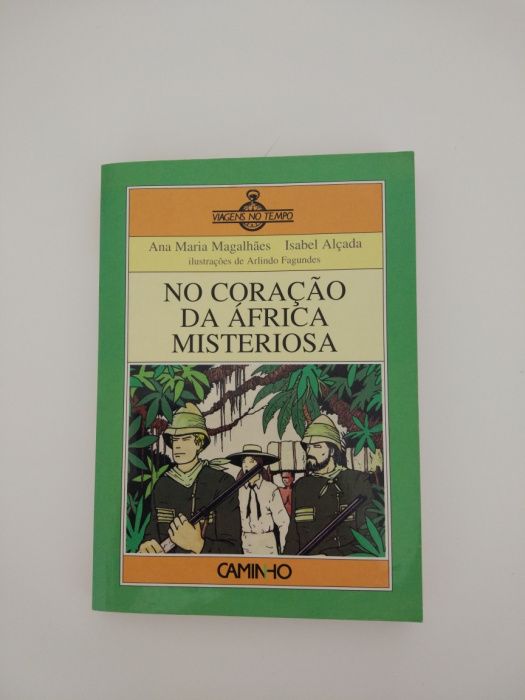 VIAGENS NO TEMPO
Ana Maria Magalhães Isabel Alçada
ilustrações de Arlindo Fagundes
NO CORAÇÃO
DA ÁFRICA
MISTERIOSA
CAMINHO